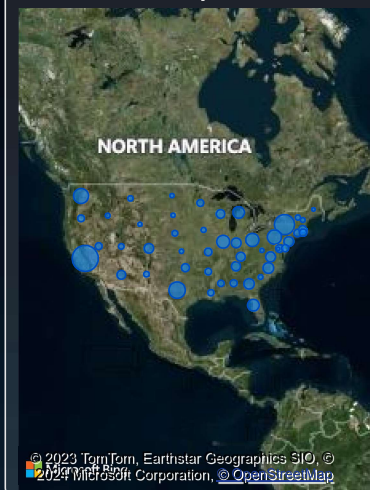 NORTH AMERICA
© 2023 TomTom, Earthstar Geographics SIO, ©
Microsoft Bing
2024 Microsoft Corporation, © OpenStreetMap